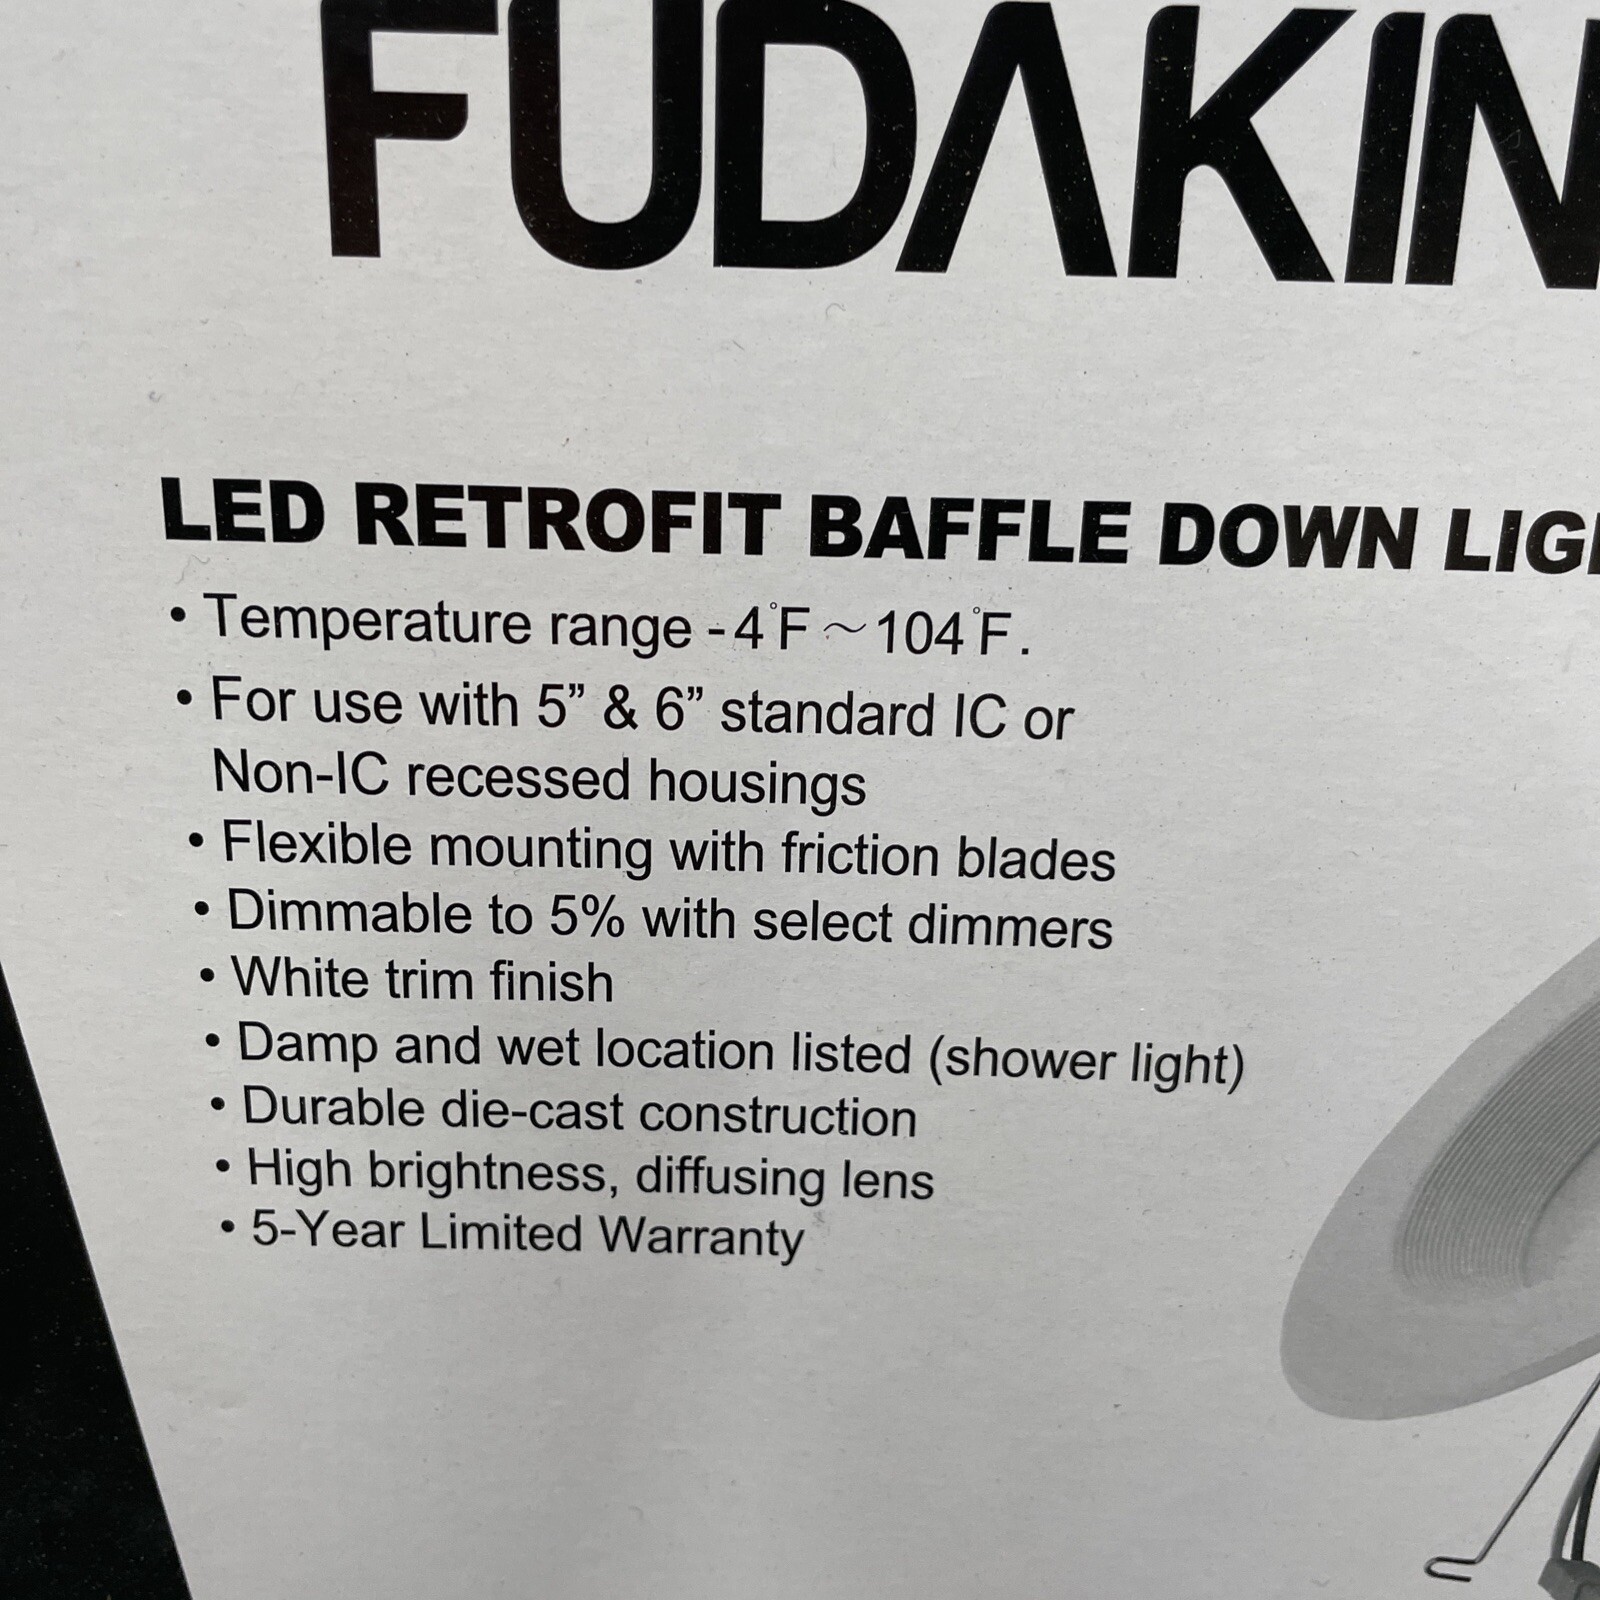 FUDAKIN
LED RETROFIT BAFFLE DOWN LIG
• Temperature range -4°F～104°F.
• For use with 5” & 6” standard IC or
Non-IC recessed housings
• Flexible mounting with friction blades
• Dimmable to 5% with select dimmers
• White trim finish
• Damp and wet location listed (shower light)
• Durable die-cast construction
• High brightness, diffusing lens
• 5-Year Limited Warranty